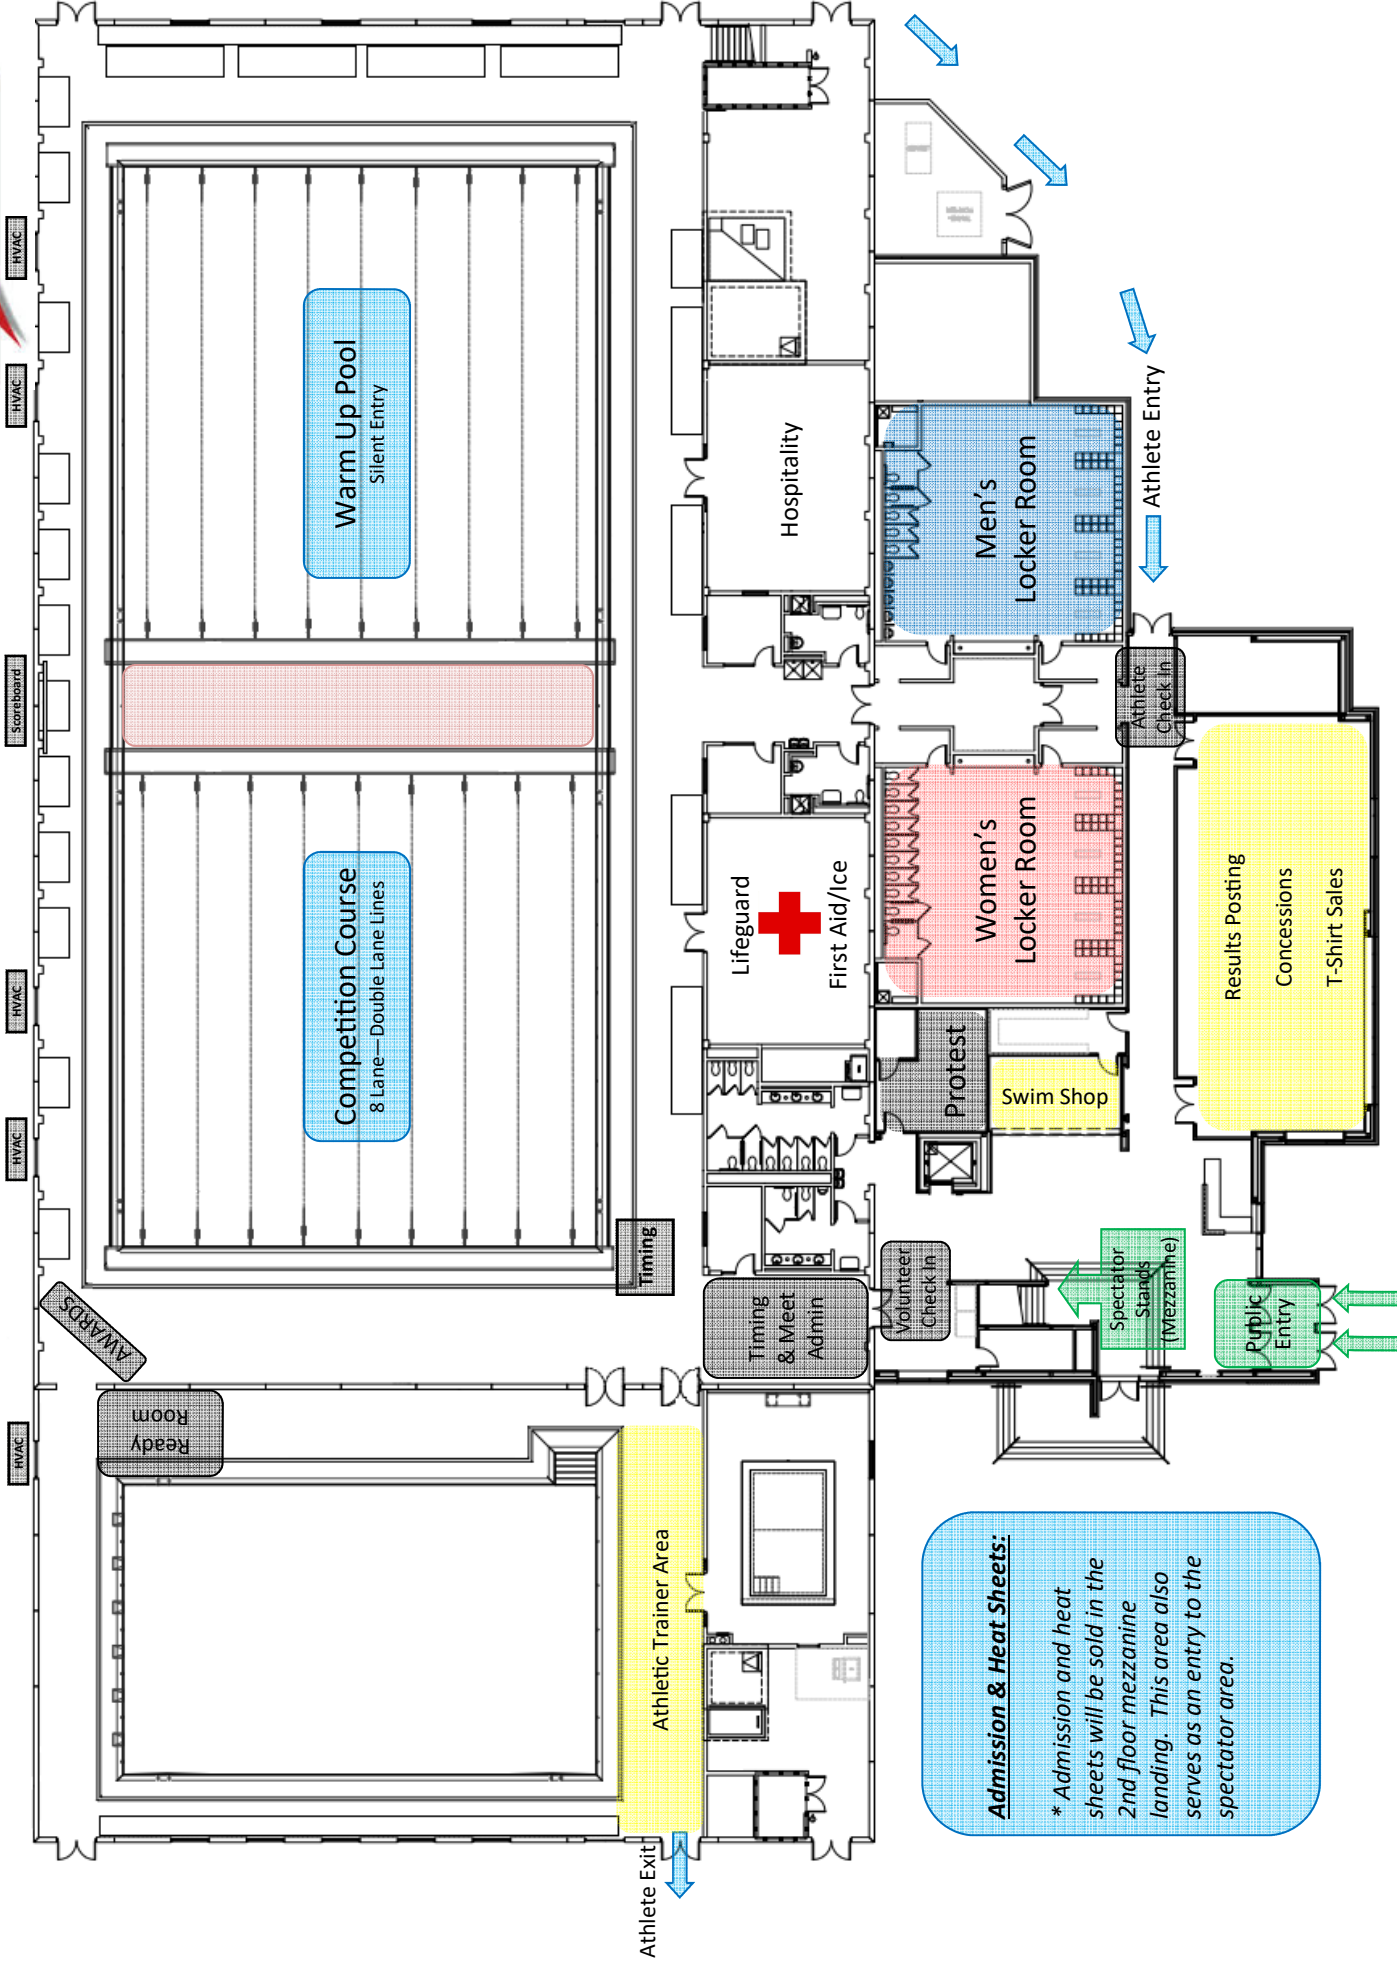 HVAC
HVAC
Scoreboard
HVAC
HVAC
HVAC
Warm Up Pool
Silent Entry
Competition Course
8 Lane—Double Lane Lines
AWARDS
Ready
Room
Timing
Timing
& Meet
Admin
Hospitality
Lifeguard
First Aid/Ice
Men's
Locker Room
Women's
Locker Room
Athlete Entry
Athlete
Check In
Protest
Swim Shop
Results Posting
Concessions
T-Shirt Sales
Volunteer
Check In
Spectator
Stands
(Mezzanine)
Public
Entry
Athletic Trainer Area
Athlete Exit
Admission & Heat Sheets:
* Admission and heat
sheets will be sold in the
2nd floor mezzanine
landing. This area also
serves as an entry to the
spectator area.